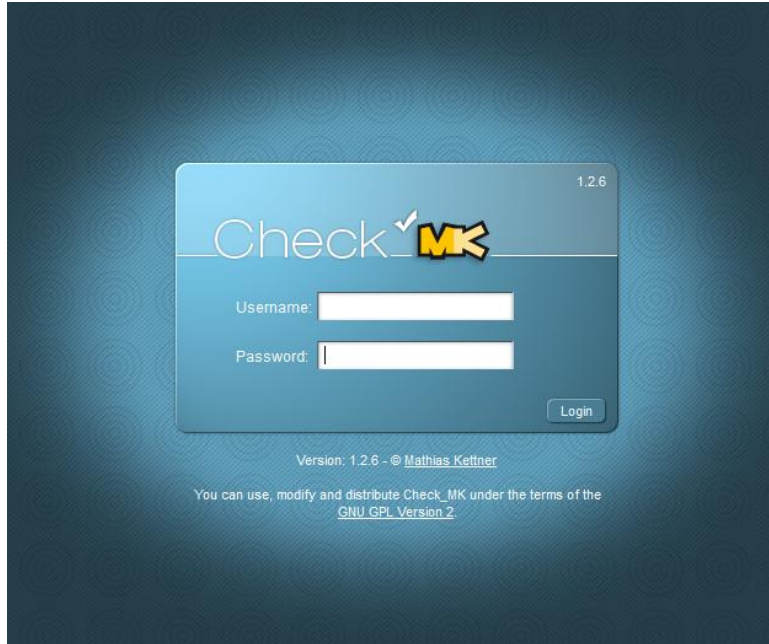 1.2.6
Check MK
Username:
Password:
Login
Version: 1.2.6 - © Mathias Kettner
You can use, modify and distribute Check_MK under the terms of the
GNU GPL Version 2.